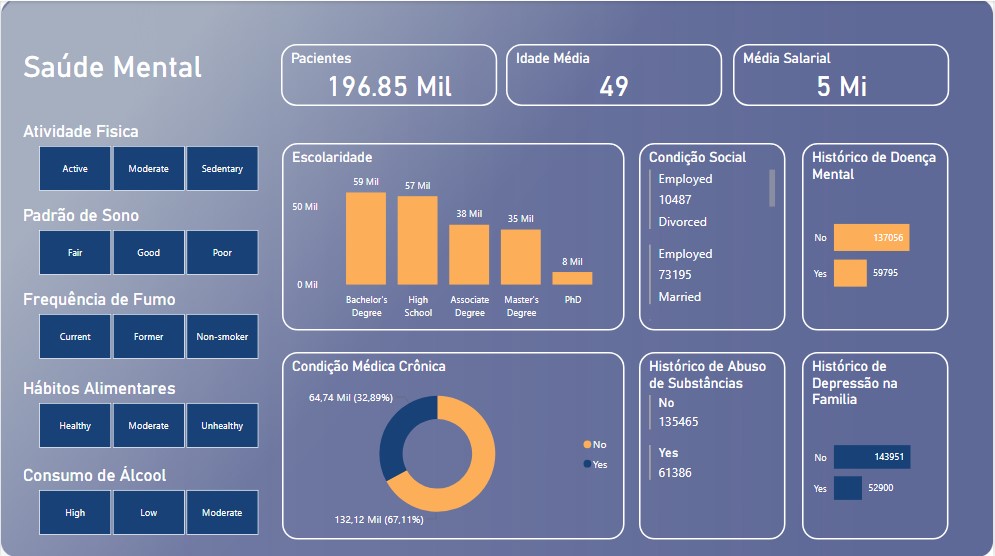 Saúde Mental
Pacientes
196.85 Mil
Idade Média
49
Média Salarial
5 Mi
Atividade Fisica
Active
Moderate
Sedentary
Padrão de Sono
Fair
Good
Poor
Frequência de Fumo
Current
Former
Non-smoker
Hábitos Alimentares
Healthy
Moderate
Unhealthy
Consumo de Álcool
High
Low
Moderate
Escolaridade
50 Mil
0 Mil
59 Mil
57 Mil
38 Mil
35 Mil
8 Mil
Bachelor's
Degree
High
School
Associate
Degree
Master's
Degree
PhD
Condição Social
Employed
10487
Divorced
Employed
73195
Married
Histórico de Doença
Mental
No
137056
Yes
59795
Condição Médica Crônica
64,74 Mil (32,89%)
132,12 Mil (67,11%)
No
Yes
Histórico de Abuso
de Substâncias
No
135465
Yes
61386
Histórico de
Depressão na
Familia
No
143951
Yes
52900